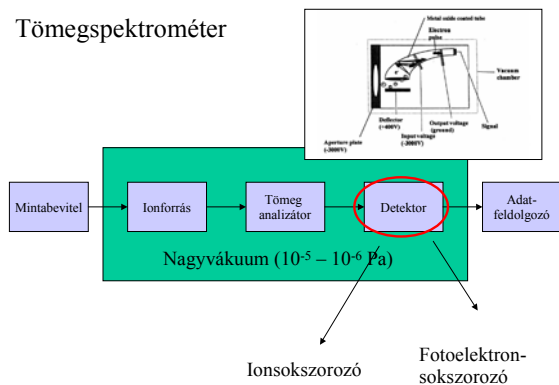 Tömegspektrométer
Metal oxide coated tube
Electron
pulse
Vacuum
chamber
Deflector
(+400V)
Output voltage
(ground)
Signal
Input voltage
(-3000V)
Aperture plate
(-3000V)
Mintabevitel
Ionforrás
Tömeg
analizátor
Detektor
Adat-
feldolgozó
Nagyvákuum (10⁻⁵ – 10⁻⁶ Pa)
Ionsokszorozó
Fotoelektron-
sokszorozó